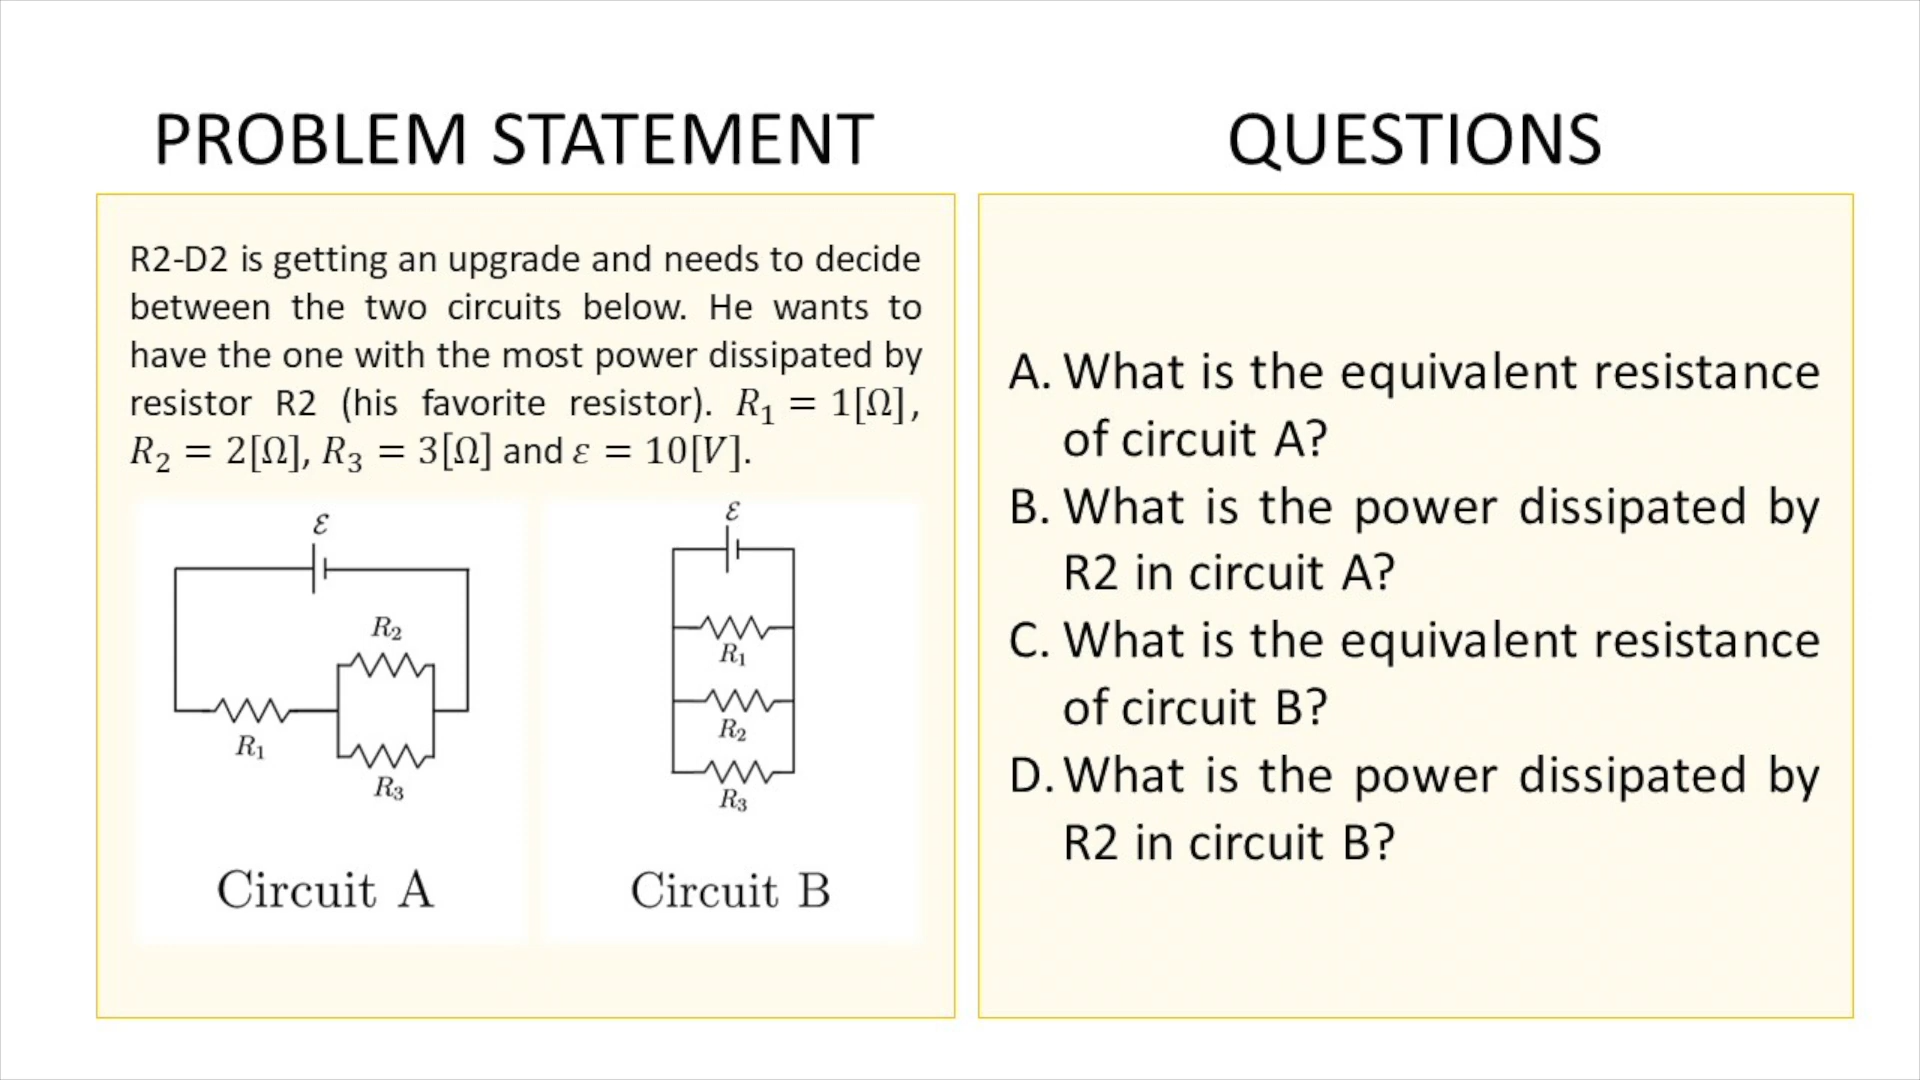 PROBLEM STATEMENT
R2-D2 is getting an upgrade and needs to decide
between the two circuits below. He wants to
have the one with the most power dissipated by
resistor R2 (his favorite resistor). R₁ = 1[Ω],
R₂ = 2[Ω], R₃ = 3[Ω] and ε = 10[V].
ε
R₂
R₁
R₃
Circuit A
ε
R₁
R₂
R₃
Circuit B
QUESTIONS
A. What is the equivalent resistance
of circuit A?
B. What is the power dissipated by
R2 in circuit A?
C. What is the equivalent resistance
of circuit B?
D. What is the power dissipated by
R2 in circuit B?